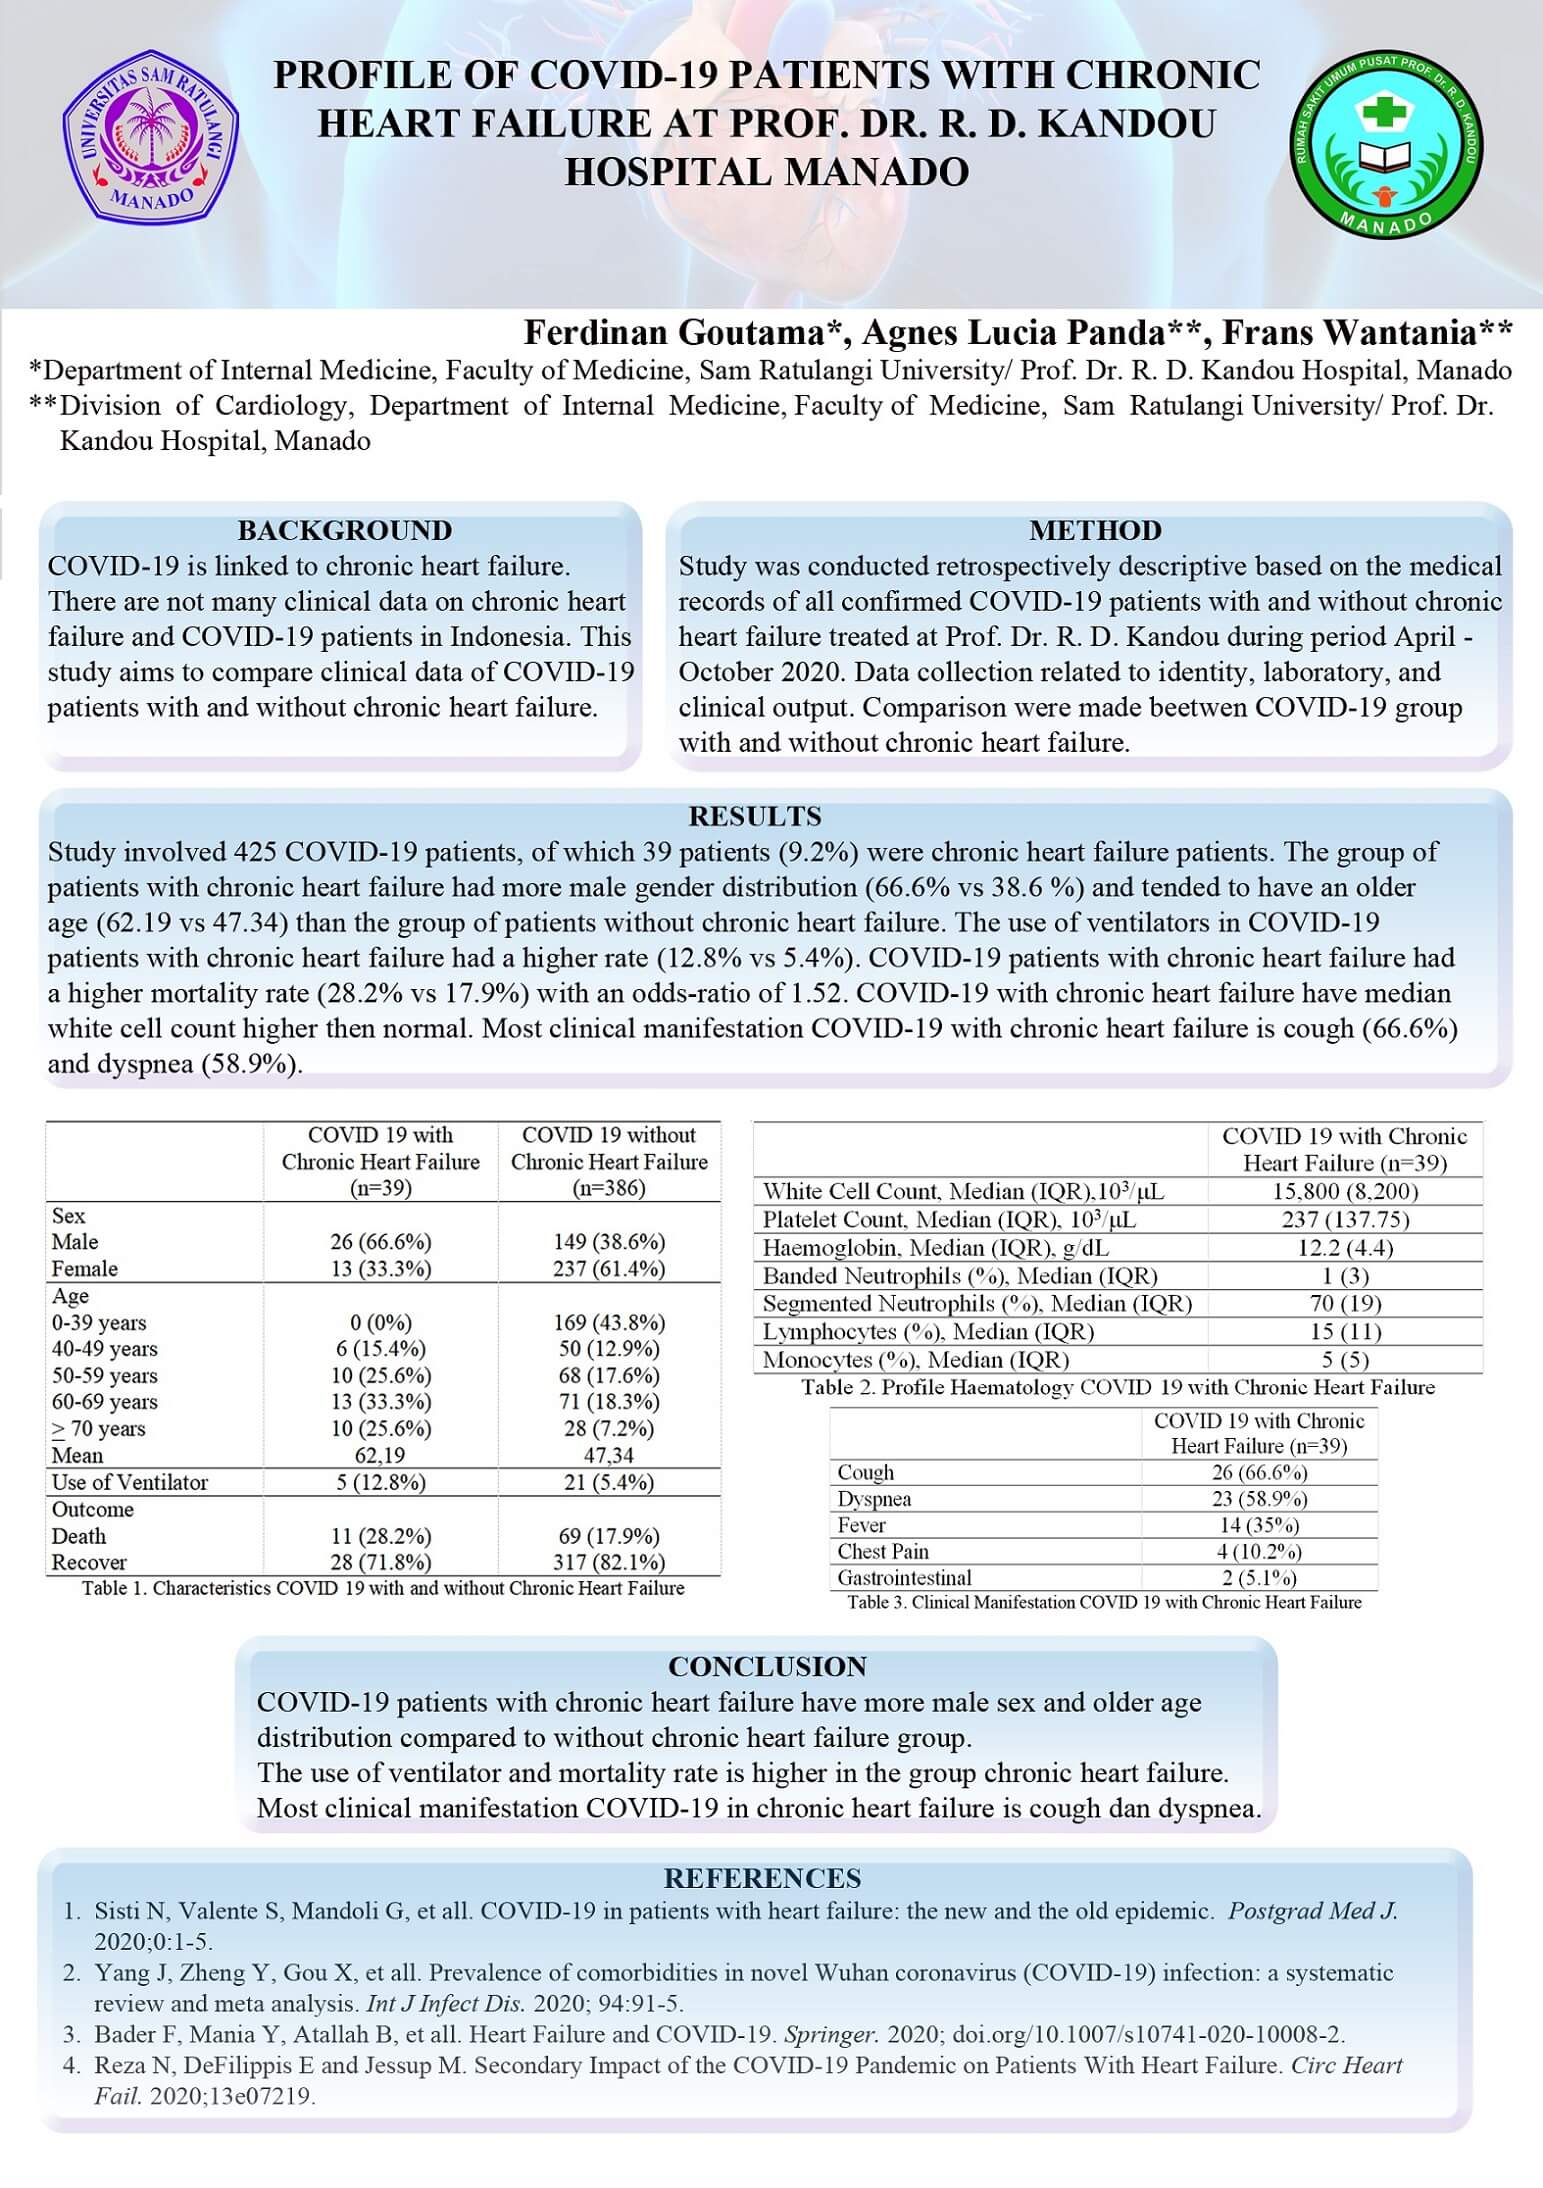 UNIVERSITAS SAM RATULANGI
MANADO
PROFILE OF COVID-19 PATIENTS WITH CHRONIC
HEART FAILURE AT PROF. DR. R. D. KANDOU
HOSPITAL MANADO
RUMAH SAKIT UMUM PUSAT PROF. Dr. R. D. KANDOU
MANADO
Ferdinan Goutama*, Agnes Lucia Panda**, Frans Wantania**
*Department of Internal Medicine, Faculty of Medicine, Sam Ratulangi University/ Prof. Dr. R. D. Kandou Hospital, Manado
**Division of Cardiology, Department of Internal Medicine, Faculty of Medicine, Sam Ratulangi University/ Prof. Dr.
Kandou Hospital, Manado
BACKGROUND
COVID-19 is linked to chronic heart failure.
There are not many clinical data on chronic heart
failure and COVID-19 patients in Indonesia. This
study aims to compare clinical data of COVID-19
patients with and without chronic heart failure.
METHOD
Study was conducted retrospectively descriptive based on the medical
records of all confirmed COVID-19 patients with and without chronic
heart failure treated at Prof. Dr. R. D. Kandou during period April -
October 2020. Data collection related to identity, laboratory, and
clinical output. Comparison were made beetwen COVID-19 group
with and without chronic heart failure.
RESULTS
Study involved 425 COVID-19 patients, of which 39 patients (9.2%) were chronic heart failure patients. The group of
patients with chronic heart failure had more male gender distribution (66.6% vs 38.6 %) and tended to have an older
age (62.19 vs 47.34) than the group of patients without chronic heart failure. The use of ventilators in COVID-19
patients with chronic heart failure had a higher rate (12.8% vs 5.4%). COVID-19 patients with chronic heart failure had
a higher mortality rate (28.2% vs 17.9%) with an odds-ratio of 1.52. COVID-19 with chronic heart failure have median
white cell count higher then normal. Most clinical manifestation COVID-19 with chronic heart failure is cough (66.6%)
and dyspnea (58.9%).
COVID 19 with Chronic Heart Failure (n=39) COVID 19 without Chronic Heart Failure (n=386)
Sex
Male 26 (66.6%) 149 (38.6%)
Female 13 (33.3%) 237 (61.4%)
Age
0-39 years 0 (0%) 169 (43.8%)
40-49 years 6 (15.4%) 50 (12.9%)
50-59 years 10 (25.6%) 68 (17.6%)
60-69 years 13 (33.3%) 71 (18.3%)
≥ 70 years 10 (25.6%) 28 (7.2%)
Mean 62,19 47,34
Use of Ventilator 5 (12.8%) 21 (5.4%)
Outcome
Death 11 (28.2%) 69 (17.9%)
Recover 28 (71.8%) 317 (82.1%)
Table 1. Characteristics COVID 19 with and without Chronic Heart Failure
COVID 19 with Chronic
Heart Failure (n=39)
White Cell Count, Median (IQR),10³/μL 15,800 (8,200)
Platelet Count, Median (IQR), 10³/μL 237 (137.75)
Haemoglobin, Median (IQR), g/dL 12.2 (4.4)
Banded Neutrophils (%), Median (IQR) 1 (3)
Segmented Neutrophils (%), Median (IQR) 70 (19)
Lymphocytes (%), Median (IQR) 15 (11)
Monocytes (%), Median (IQR) 5 (5)
Table 2. Profile Haematology COVID 19 with Chronic Heart Failure
COVID 19 with Chronic
Heart Failure (n=39)
Cough 26 (66.6%)
Dyspnea 23 (58.9%)
Fever 14 (35%)
Chest Pain 4 (10.2%)
Gastrointestinal 2 (5.1%)
Table 3. Clinical Manifestation COVID 19 with Chronic Heart Failure
CONCLUSION
COVID-19 patients with chronic heart failure have more male sex and older age
distribution compared to without chronic heart failure group.
The use of ventilator and mortality rate is higher in the group chronic heart failure.
Most clinical manifestation COVID-19 in chronic heart failure is cough dan dyspnea.
REFERENCES
1. Sisti N, Valente S, Mandoli G, et all. COVID-19 in patients with heart failure: the new and the old epidemic. Postgrad Med J.
2020;0:1-5.
2. Yang J, Zheng Y, Gou X, et all. Prevalence of comorbidities in novel Wuhan coronavirus (COVID-19) infection: a systematic
review and meta analysis. Int J Infect Dis. 2020; 94:91-5.
3. Bader F, Mania Y, Atallah B, et all. Heart Failure and COVID-19. Springer. 2020; doi.org/10.1007/s10741-020-10008-2.
4. Reza N, DeFilippis E and Jessup M. Secondary Impact of the COVID-19 Pandemic on Patients With Heart Failure. Circ Heart
Fail. 2020;13e07219.